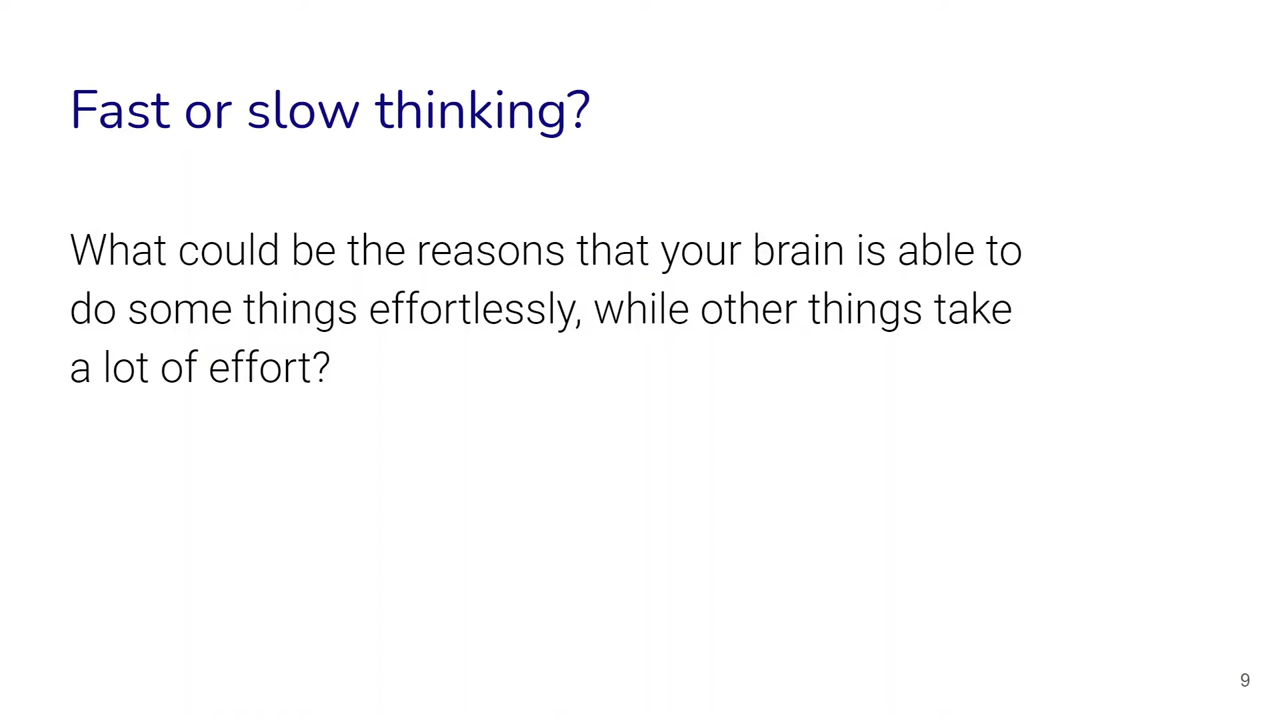 Fast or slow thinking?
What could be the reasons that your brain is able to
do some things effortlessly, while other things take
a lot of effort?
9